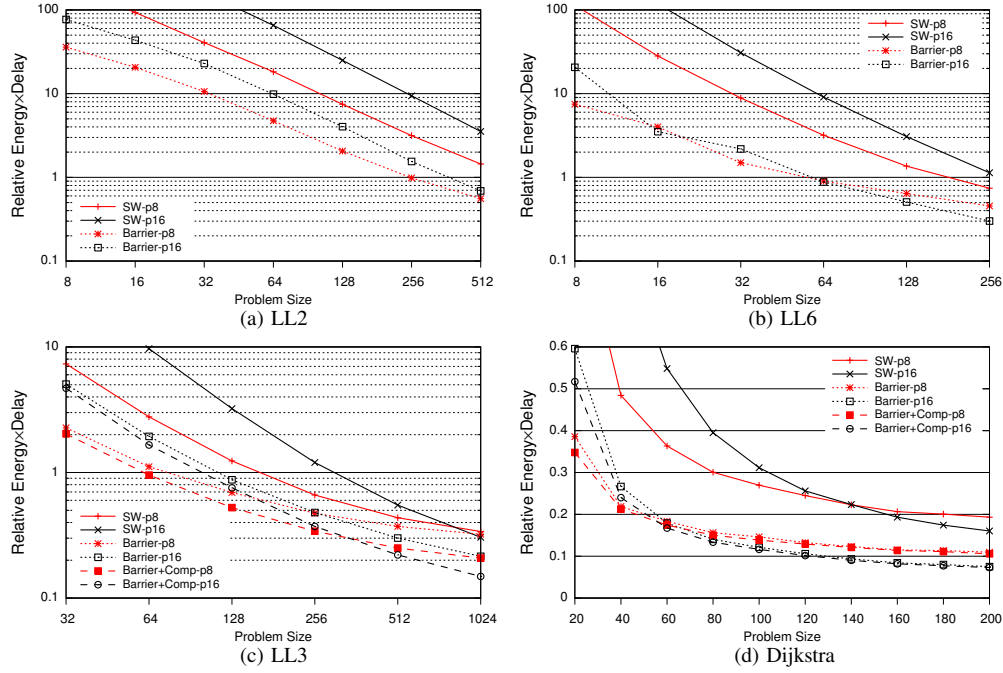 Relative Energy×Delay
100
10
1
0.1
SW-p8
SW-p16
Barrier-p8
Barrier-p16
8 16 32 64 128 256 512
Problem Size
(a) LL2
Relative Energy×Delay
100
10
1
0.1
SW-p8
SW-p16
Barrier-p8
Barrier-p16
8 16 32 64 128 256
Problem Size
(b) LL6
Relative Energy×Delay
10
1
0.1
SW-p8
SW-p16
Barrier-p8
Barrier-p16
Barrier+Comp-p8
Barrier+Comp-p16
32 64 128 256 512 1024
Problem Size
(c) LL3
Relative Energy×Delay
0.6
0.5
0.4
0.3
0.2
0.1
0
SW-p8
SW-p16
Barrier-p8
Barrier-p16
Barrier+Comp-p8
Barrier+Comp-p16
20 40 60 80 100 120 140 160 180 200
Problem Size
(d) Dijkstra